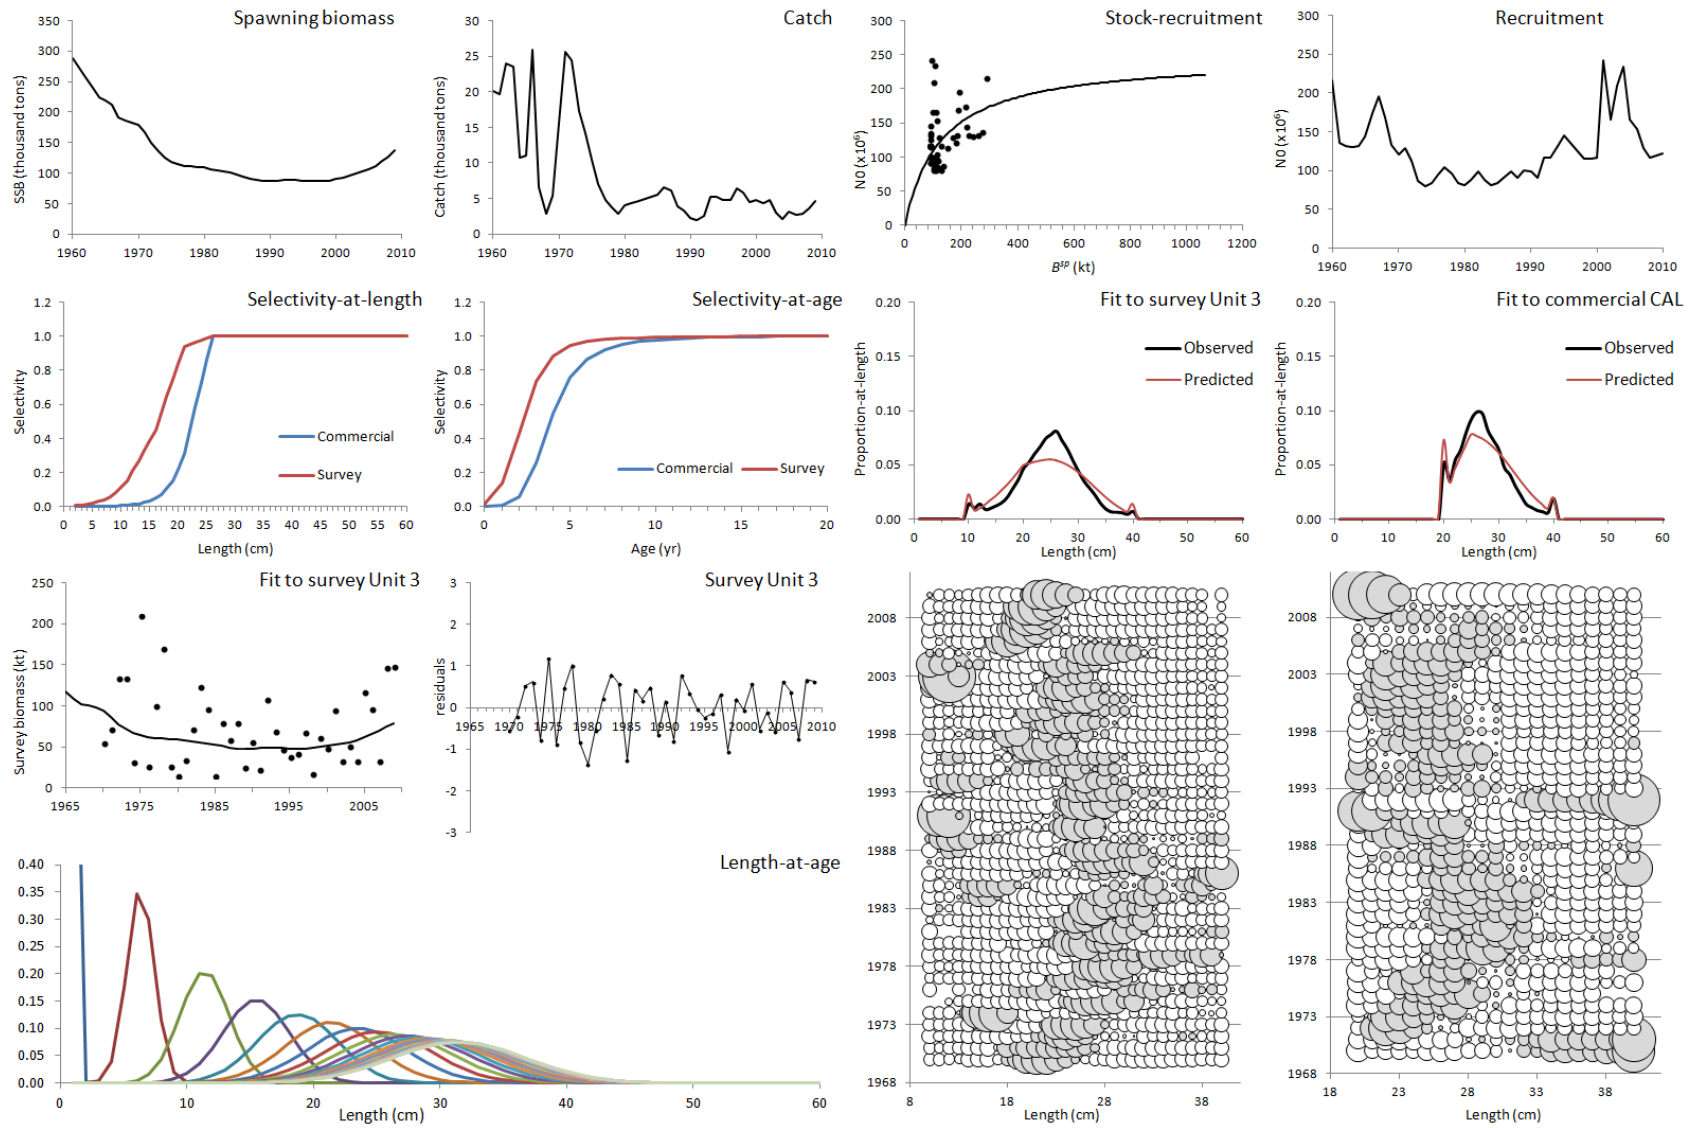 Spawning biomass
SSB (thousand tons)
350
300
250
200
150
100
50
0
1960 1970 1980 1990 2000 2010
Catch
Catch (thousand tons)
30
25
20
15
10
5
0
1960 1970 1980 1990 2000 2010
Stock-recruitment
N0 (x10⁶)
300
250
200
150
100
50
0
0 200 400 600 800 1000 1200
Bˢᵖ (kt)
Recruitment
N0 (x10⁶)
300
250
200
150
100
50
0
1960 1970 1980 1990 2000 2010
Selectivity-at-length
Selectivity
1.2
1.0
0.8
0.6
0.4
0.2
0.0
Commercial
Survey
0 5 10 15 20 25 30 35 40 45 50 55 60
Length (cm)
Selectivity-at-age
Selectivity
1.2
1.0
0.8
0.6
0.4
0.2
0.0
Commercial Survey
0 5 10 15 20
Age (yr)
Fit to survey Unit 3
Proportion-at-length
0.20
0.15
0.10
0.05
0.00
Observed
Predicted
0 10 20 30 40 50 60
Length (cm)
Fit to commercial CAL
Proportion-at-length
0.20
0.15
0.10
0.05
0.00
Observed
Predicted
0 10 20 30 40 50 60
Length (cm)
Fit to survey Unit 3
Survey biomass (kt)
250
200
150
100
50
0
1965 1975 1985 1995 2005
Survey Unit 3
residuals
3
2
1
0
-1
-2
-3
1965 1970 1975 1980 1985 1990 1995 2000 2005 2010
2008
2003
1998
1993
1988
1983
1978
1973
1968
8 18 28 38
Length (cm)
2008
2003
1998
1993
1988
1983
1978
1973
1968
18 23 28 33 38
Length (cm)
Length-at-age
0.40
0.35
0.30
0.25
0.20
0.15
0.10
0.05
0.00
0 10 20 30 40 50 60
Length (cm)